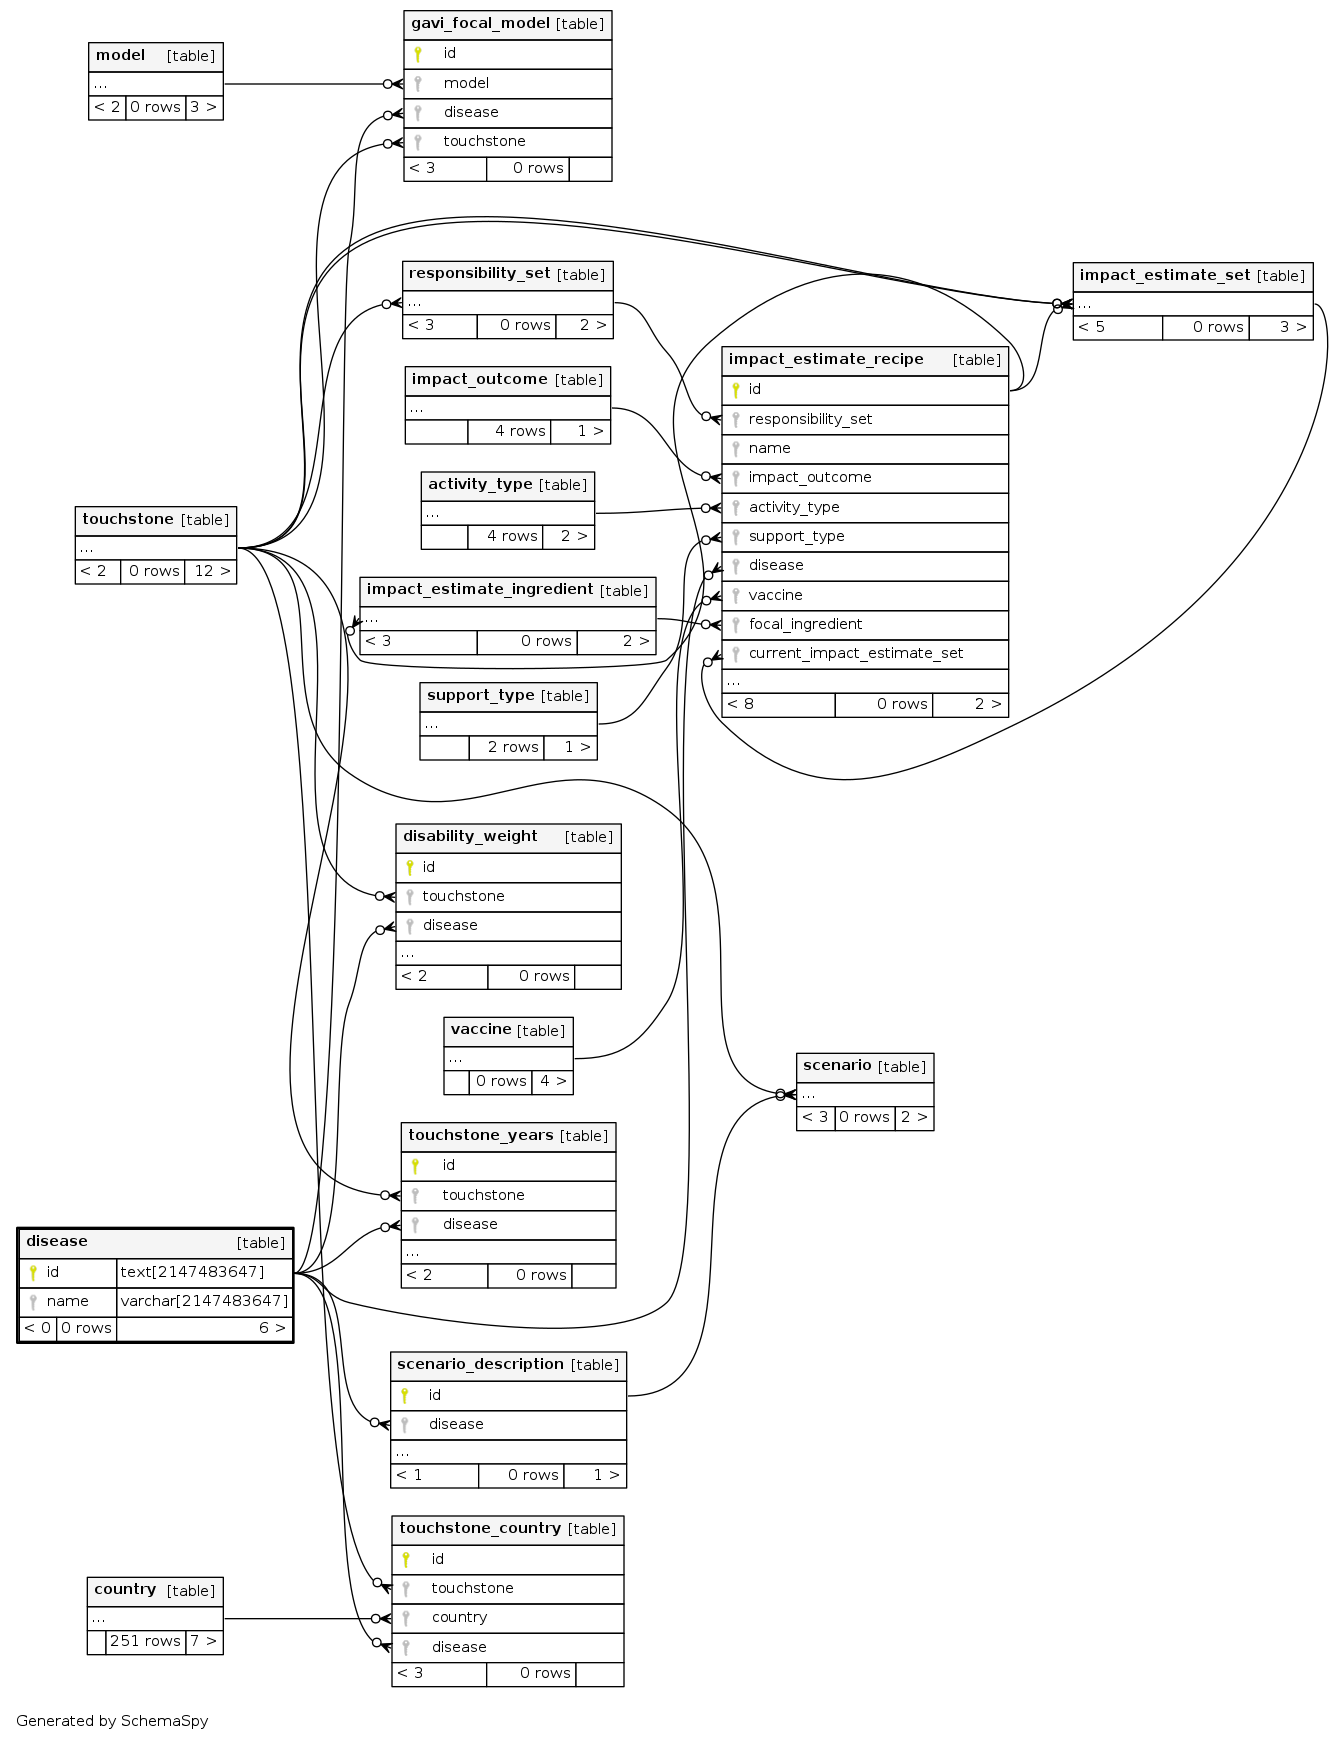 gavi_focal_model [table]
id
model
disease
touchstone
< 3 0 rows
model [table]
...
< 2 0 rows 3 >
responsibility_set [table]
...
< 3 0 rows 2 >
impact_estimate_set [table]
...
< 5 0 rows 3 >
impact_estimate_recipe [table]
id
responsibility_set
name
impact_outcome
activity_type
support_type
disease
vaccine
focal_ingredient
current_impact_estimate_set
...
< 8 0 rows 2 >
impact_outcome [table]
...
4 rows 1 >
activity_type [table]
...
4 rows 2 >
touchstone [table]
...
< 2 0 rows 12 >
impact_estimate_ingredient [table]
...
< 3 0 rows 2 >
support_type [table]
...
2 rows 1 >
disability_weight [table]
id
touchstone
disease
...
< 2 0 rows
vaccine [table]
...
0 rows 4 >
scenario [table]
...
< 3 0 rows 2 >
touchstone_years [table]
id
touchstone
disease
...
< 2 0 rows
disease [table]
id text[2147483647]
name varchar[2147483647]
< 0 0 rows 6 >
scenario_description [table]
id
disease
...
< 1 0 rows 1 >
touchstone_country [table]
id
touchstone
country
disease
< 3 0 rows
country [table]
...
251 rows 7 >
Generated by SchemaSpy